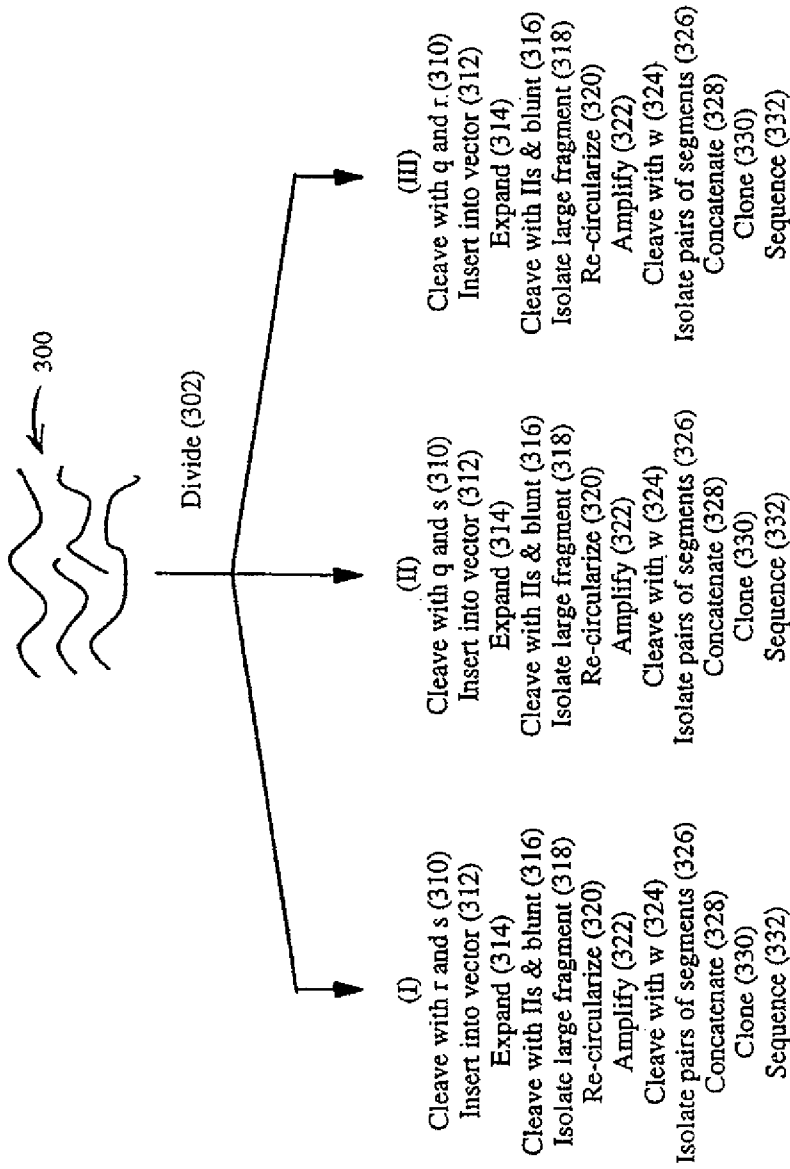 300
Divide (302)
(I)
Cleave with r and s (310)
Insert into vector (312)
Expand (314)
Cleave with IIs & blunt (316)
Isolate large fragment (318)
Re-circularize (320)
Amplify (322)
Cleave with w (324)
Isolate pairs of segments (326)
Concatenate (328)
Clone (330)
Sequence (332)
(II)
Cleave with q and s (310)
Insert into vector (312)
Expand (314)
Cleave with IIs & blunt (316)
Isolate large fragment (318)
Re-circularize (320)
Amplify (322)
Cleave with w (324)
Isolate pairs of segments (326)
Concatenate (328)
Clone (330)
Sequence (332)
(III)
Cleave with q and r. (310)
Insert into vector (312)
Expand (314)
Cleave with IIs & blunt (316)
Isolate large fragment (318)
Re-circularize (320)
Amplify (322)
Cleave with w (324)
Isolate pairs of segments (326)
Concatenate (328)
Clone (330)
Sequence (332)